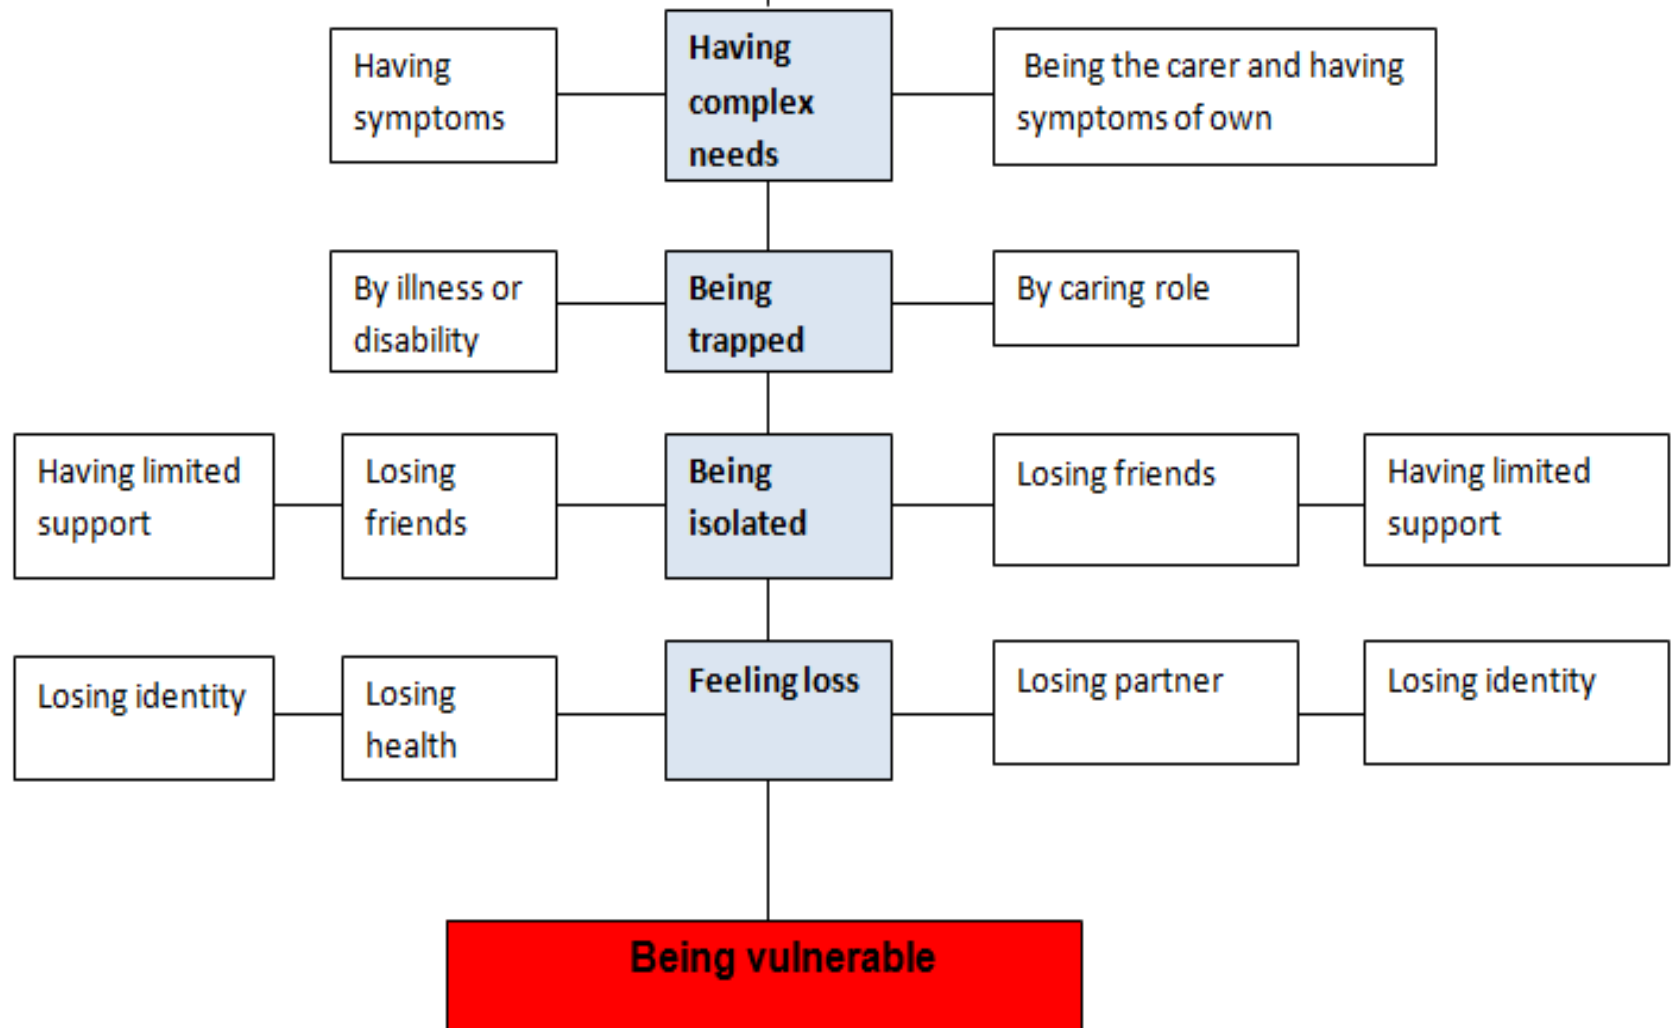 Having
symptoms
Having
complex
needs
Being the carer and having
symptoms of own
By illness or
disability
Being
trapped
By caring role
Having limited
support
Losing
friends
Being
isolated
Losing friends
Having limited
support
Losing identity
Losing
health
Feeling loss
Losing partner
Losing identity
Being vulnerable